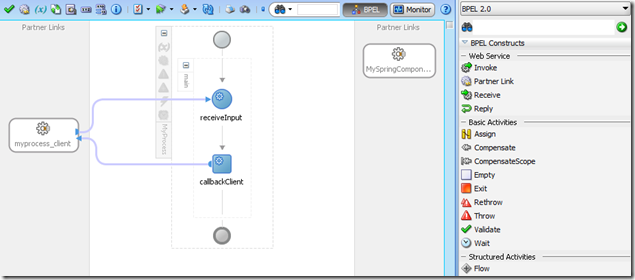 BPEL
Monitor
BPEL 2.0
Partner Links
Partner Links
BPEL Constructs
Web Service
Invoke
Partner Link
Receive
Reply
Basic Activities
Assign
Compensate
CompensateScope
Empty
Exit
Rethrow
Throw
Validate
Wait
Structured Activities
Flow
MySpringCompon...
main
receiveInput
MyProcess
myprocess_client
callbackClient